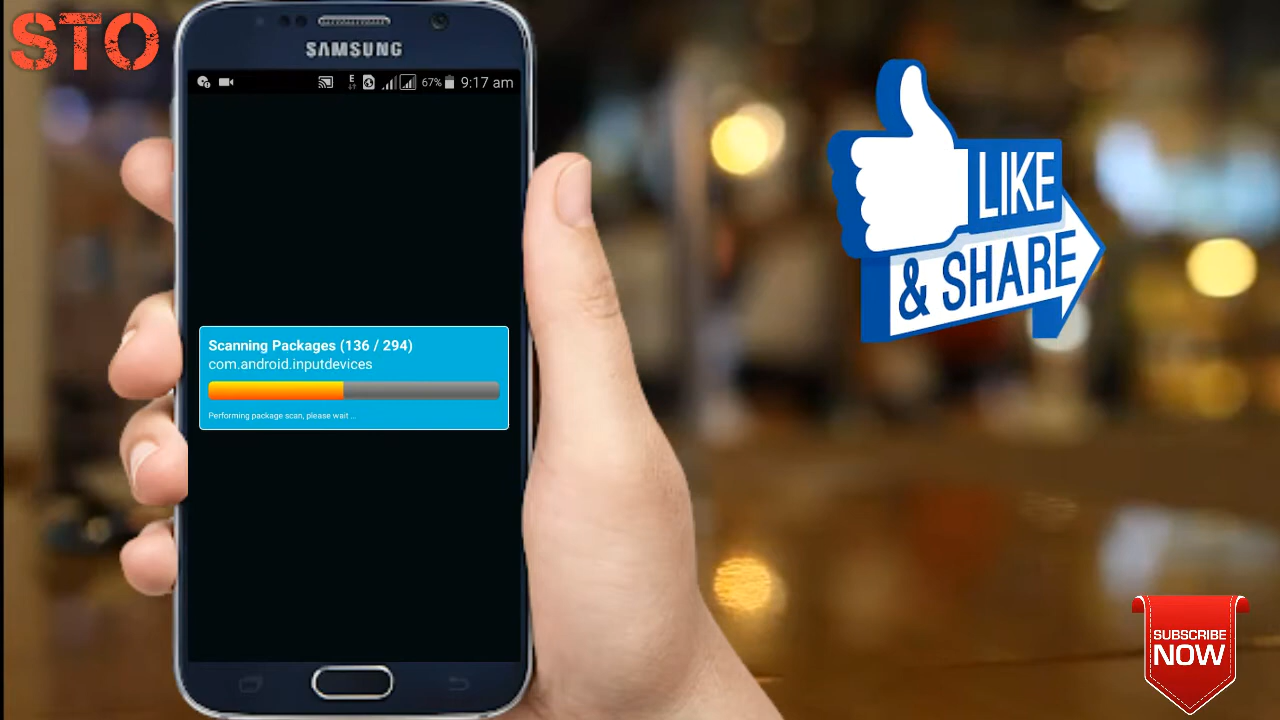 STO
SAMSUNG
E
67% 9:17 am
Scanning Packages (136 / 294)
com.android.inputdevices
Performing package scan, please wait ..
LIKE
& SHARE
SUBSCRIBE
NOW